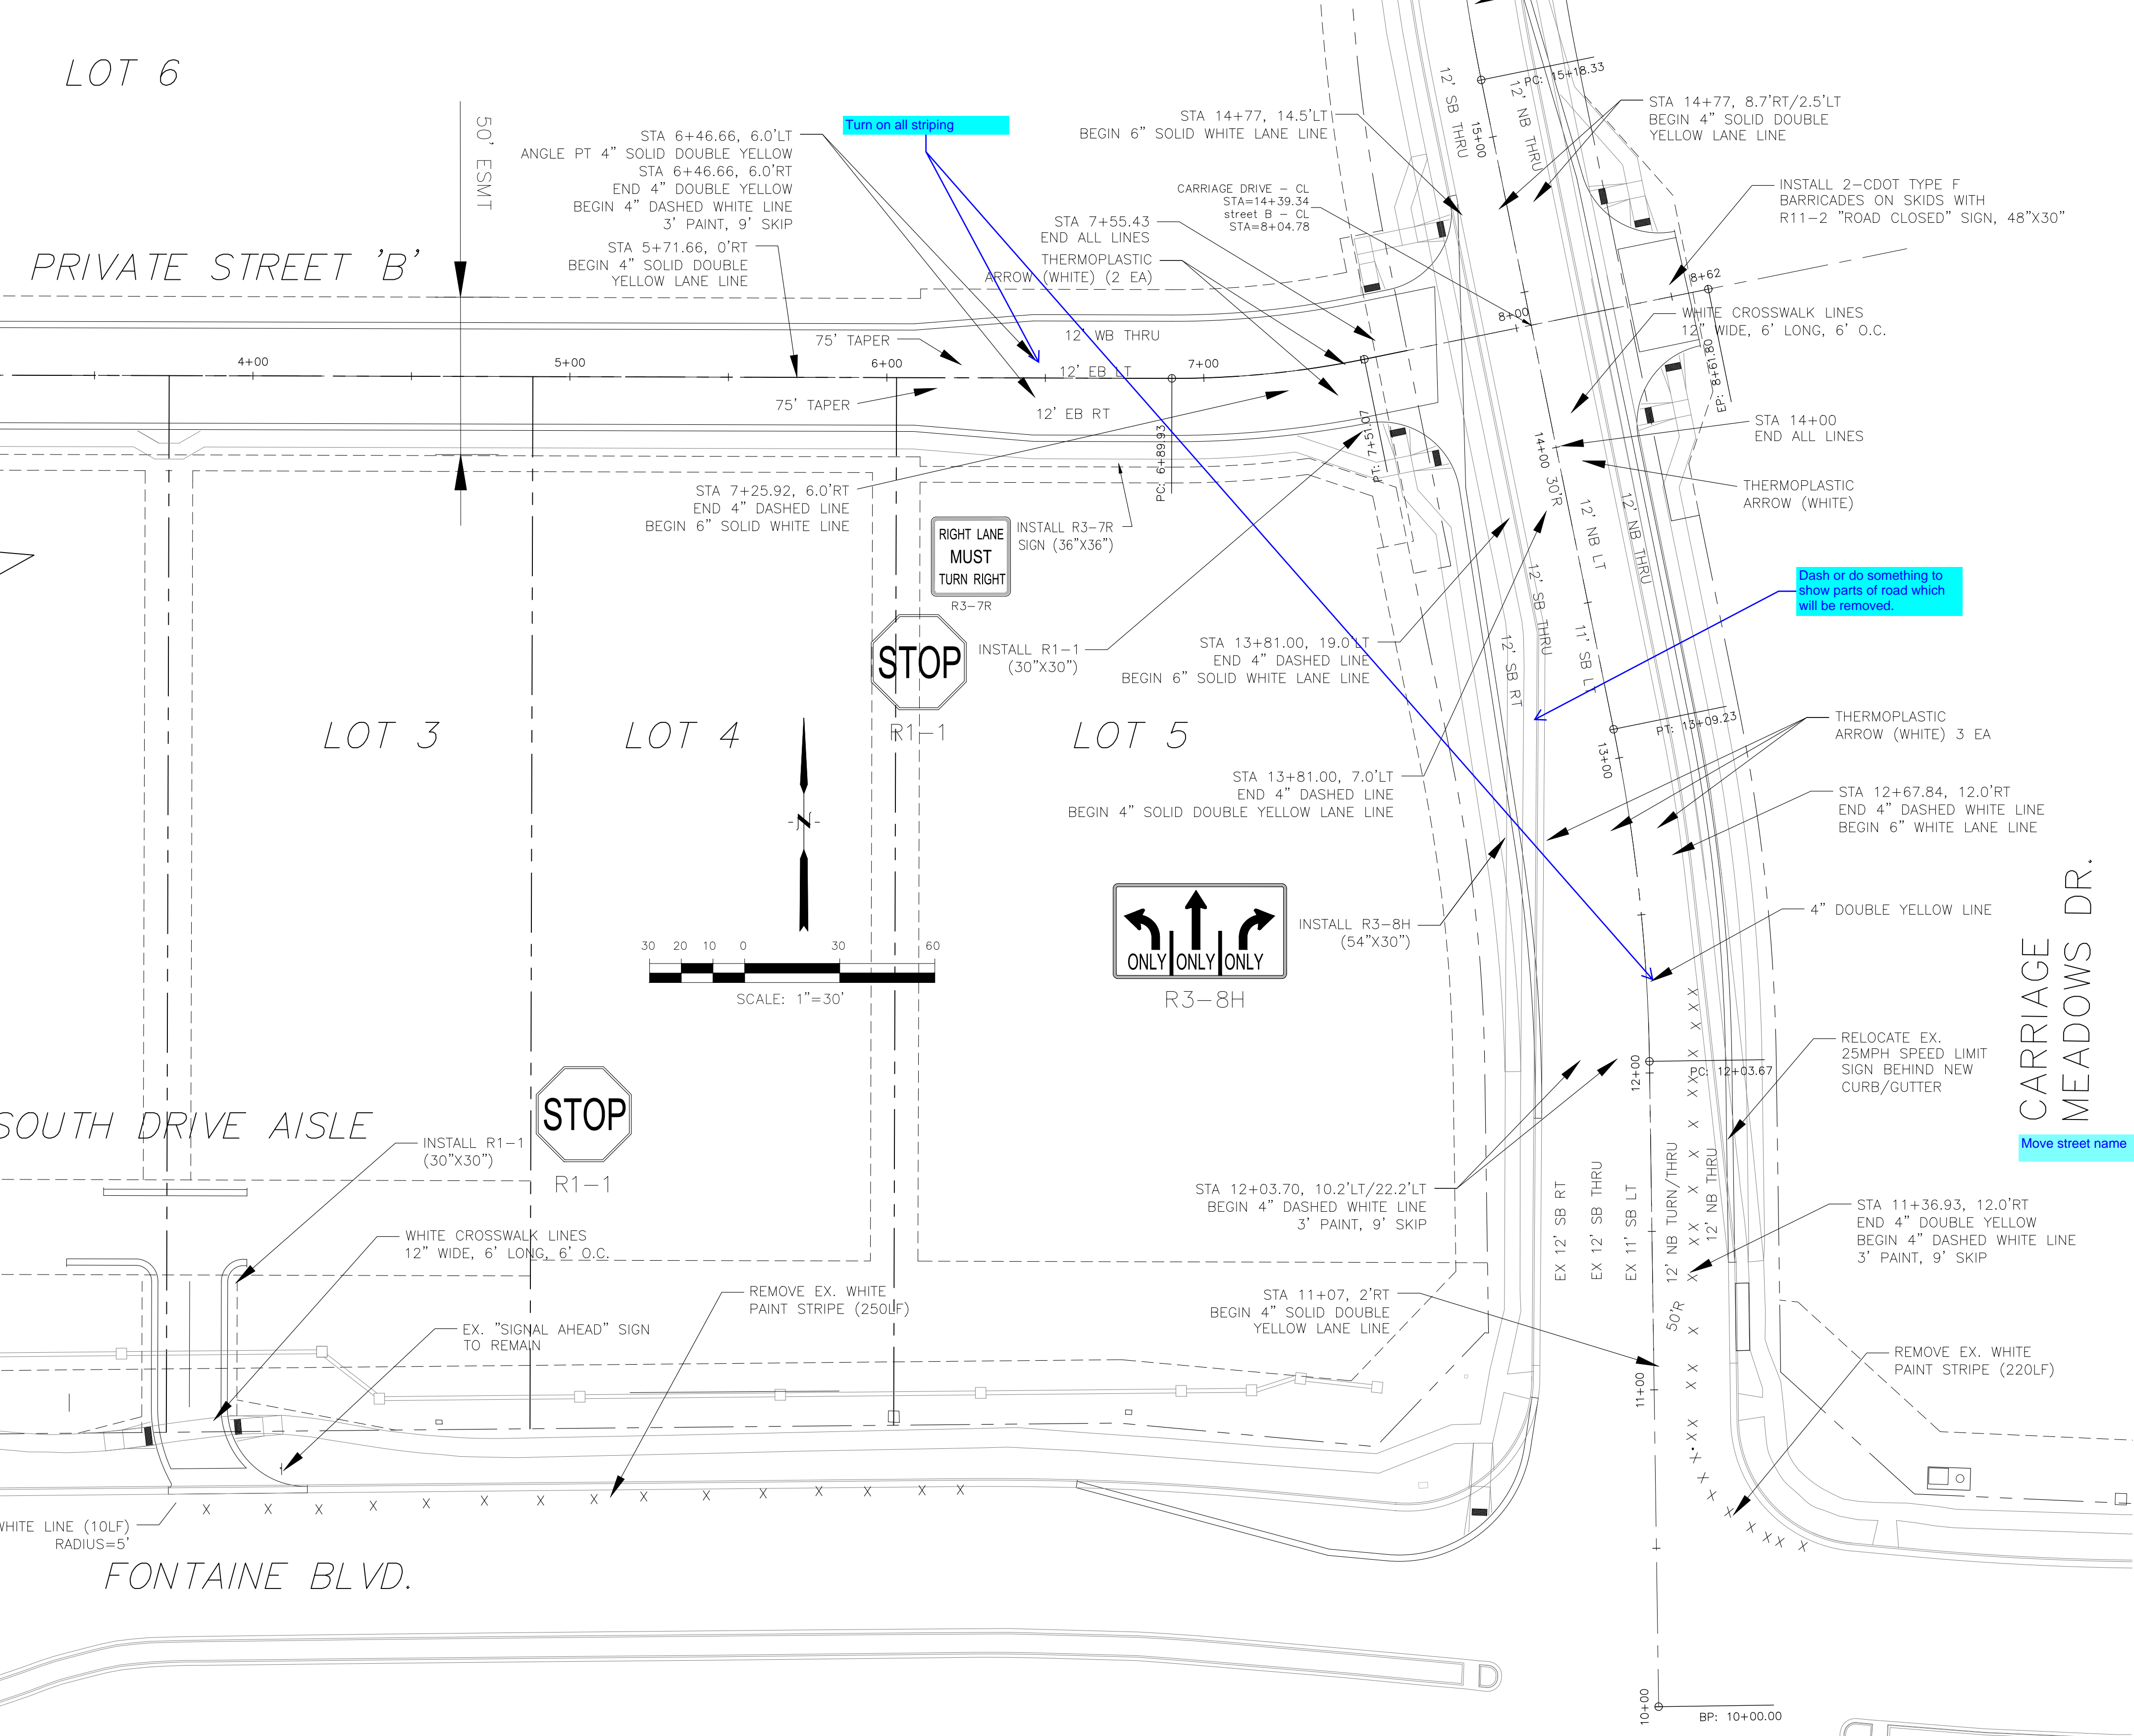 LOT 6
50' ESMT
PRIVATE STREET 'B'
STA 6+46.66, 6.0'LT
ANGLE PT 4" SOLID DOUBLE YELLOW
STA 6+46.66, 6.0'RT
END 4" DOUBLE YELLOW
BEGIN 4" DASHED WHITE LINE
3' PAINT, 9' SKIP
STA 5+71.66, 0'RT
BEGIN 4" SOLID DOUBLE
YELLOW LANE LINE
Turn on all striping
STA 14+77, 14.5'LT
BEGIN 6" SOLID WHITE LANE LINE
CARRIAGE DRIVE - CL
STA=14+39.34
street B - CL
STA=8+04.78
STA 7+55.43
END ALL LINES
THERMOPLASTIC
ARROW (WHITE) (2 EA)
12' SB THRU
12' NB THRU
PC: 15+18.33
15+00
STA 14+77, 8.7'RT/2.5'LT
BEGIN 4" SOLID DOUBLE
YELLOW LANE LINE
INSTALL 2-CDOT TYPE F
BARRICADES ON SKIDS WITH
R11-2 "ROAD CLOSED" SIGN, 48"X30"
8+62
8+00
EP: 8+61.80
WHITE CROSSWALK LINES
12" WIDE, 6' LONG, 6' O.C.
STA 14+00
END ALL LINES
THERMOPLASTIC
ARROW (WHITE)
4+00
5+00
6+00
7+00
75' TAPER
75' TAPER
12' WB THRU
12' EB LT
12' EB RT
PC: 6+89.93
PT: 7+51.07
14+00
30'R
12' NB LT
12' NB THRU
STA 7+25.92, 6.0'RT
END 4" DASHED LINE
BEGIN 6" SOLID WHITE LINE
RIGHT LANE
MUST
TURN RIGHT
R3-7R
INSTALL R3-7R
SIGN (36"X36")
STOP
R1-1
INSTALL R1-1
(30"X30")
STA 13+81.00, 19.0'LT
END 4" DASHED LINE
BEGIN 6" SOLID WHITE LANE LINE
12' SB THRU
12' SB RT
11' SB LT
Dash or do something to
show parts of road which
will be removed.
LOT 3
LOT 4
LOT 5
PT: 13+09.23
13+00
THERMOPLASTIC
ARROW (WHITE) 3 EA
STA 13+81.00, 7.0'LT
END 4" DASHED LINE
BEGIN 4" SOLID DOUBLE YELLOW LANE LINE
STA 12+67.84, 12.0'RT
END 4" DASHED WHITE LINE
BEGIN 6" WHITE LANE LINE
N
30 20 10 0 30 60
SCALE: 1"=30'
ONLY ONLY ONLY
R3-8H
INSTALL R3-8H
(54"X30")
4" DOUBLE YELLOW LINE
CARRIAGE
MEADOWS DR.
Move street name
RELOCATE EX.
25MPH SPEED LIMIT
SIGN BEHIND NEW
CURB/GUTTER
12+00
PC: 12+03.67
SOUTH DRIVE AISLE
INSTALL R1-1
(30"X30")
STOP
R1-1
STA 12+03.70, 10.2'LT/22.2'LT
BEGIN 4" DASHED WHITE LINE
3' PAINT, 9' SKIP
EX 12' SB RT
EX 12' SB THRU
EX 11' SB LT
12' NB TURN/THRU
12' NB THRU
STA 11+36.93, 12.0'RT
END 4" DOUBLE YELLOW
BEGIN 4" DASHED WHITE LINE
3' PAINT, 9' SKIP
WHITE CROSSWALK LINES
12" WIDE, 6' LONG, 6' O.C.
REMOVE EX. WHITE
PAINT STRIPE (250LF)
EX. "SIGNAL AHEAD" SIGN
TO REMAIN
STA 11+07, 2'RT
BEGIN 4" SOLID DOUBLE
YELLOW LANE LINE
50'R
11+00
REMOVE EX. WHITE
PAINT STRIPE (220LF)
WHITE LINE (10LF)
RADIUS=5'
FONTAINE BLVD.
10+00
BP: 10+00.00